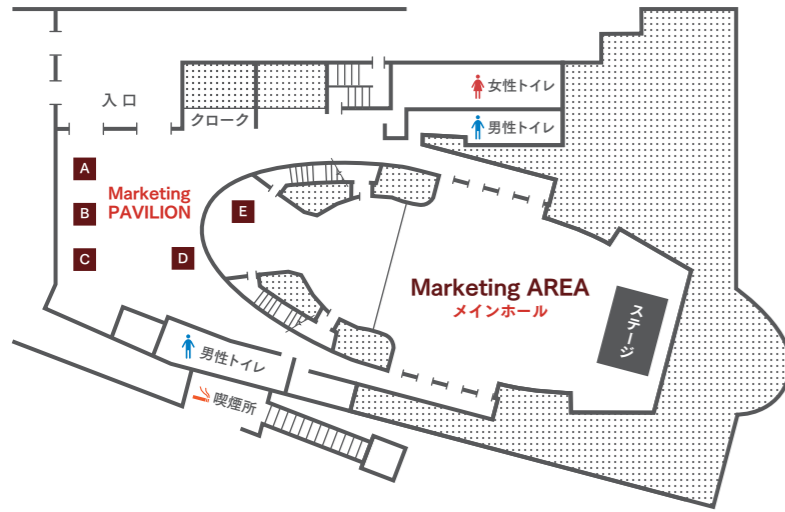 入口
クローク
女性トイレ
男性トイレ
A
Marketing
PAVILION
B
E
C
D
Marketing AREA
メインホール
ステージ
男性トイレ
喫煙所